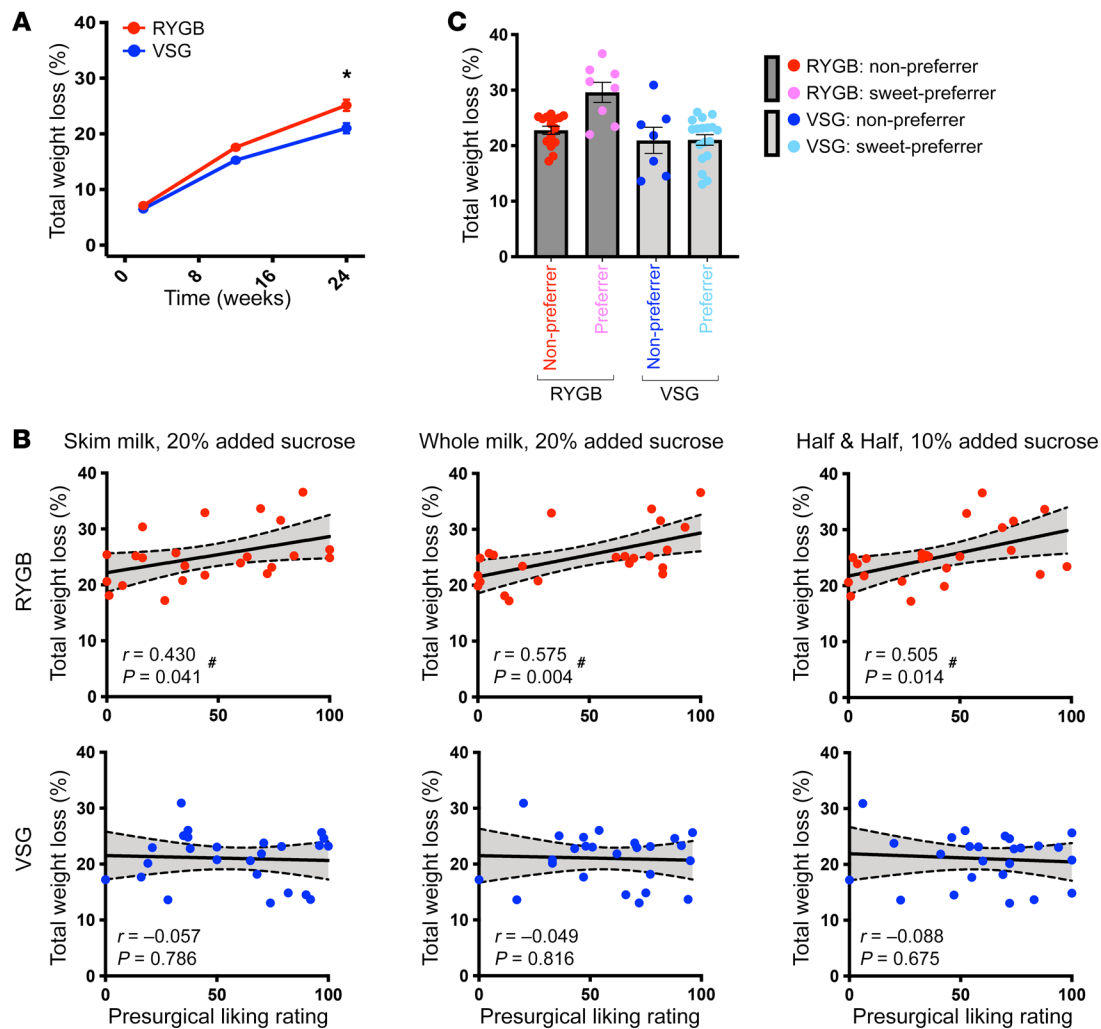 A
Total weight loss (%)
40
30
20
10
0
RYGB
VSG
*
0
8
16
24
Time (weeks)
C
Total weight loss (%)
40
30
20
10
0
Non-preferrer
Preferrer
Non-preferrer
Preferrer
RYGB
VSG
RYGB: non-preferrer
RYGB: sweet-preferrer
VSG: non-preferrer
VSG: sweet-preferrer
B
Skim milk, 20% added sucrose
Whole milk, 20% added sucrose
Half & Half, 10% added sucrose
RYGB
Total weight loss (%)
40
30
20
10
0
r = 0.430
P = 0.041 #
0
50
100
Total weight loss (%)
40
30
20
10
0
r = 0.575
P = 0.004 #
0
50
100
Total weight loss (%)
40
30
20
10
0
r = 0.505
P = 0.014 #
0
50
100
VSG
Total weight loss (%)
40
30
20
10
0
r = –0.057
P = 0.786
0
50
100
Presurgical liking rating
Total weight loss (%)
40
30
20
10
0
r = –0.049
P = 0.816
0
50
100
Presurgical liking rating
Total weight loss (%)
40
30
20
10
0
r = –0.088
P = 0.675
0
50
100
Presurgical liking rating